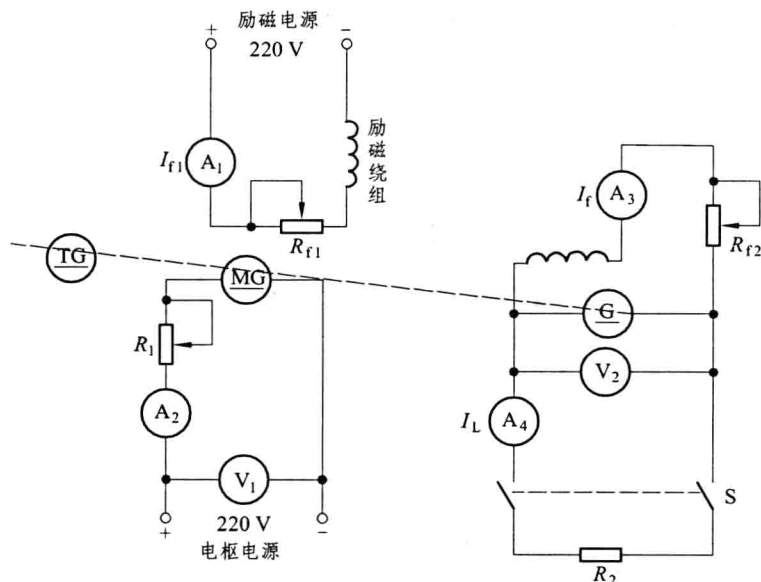 励磁电源
+ 220 V −
励磁绕组
I_f1 A_1
R_f1
I_f A_3
R_f2
TG
MG
G
R_1
V_2
A_2
I_L A_4
V_1
S
+ 220 V −
电枢电源
R_2